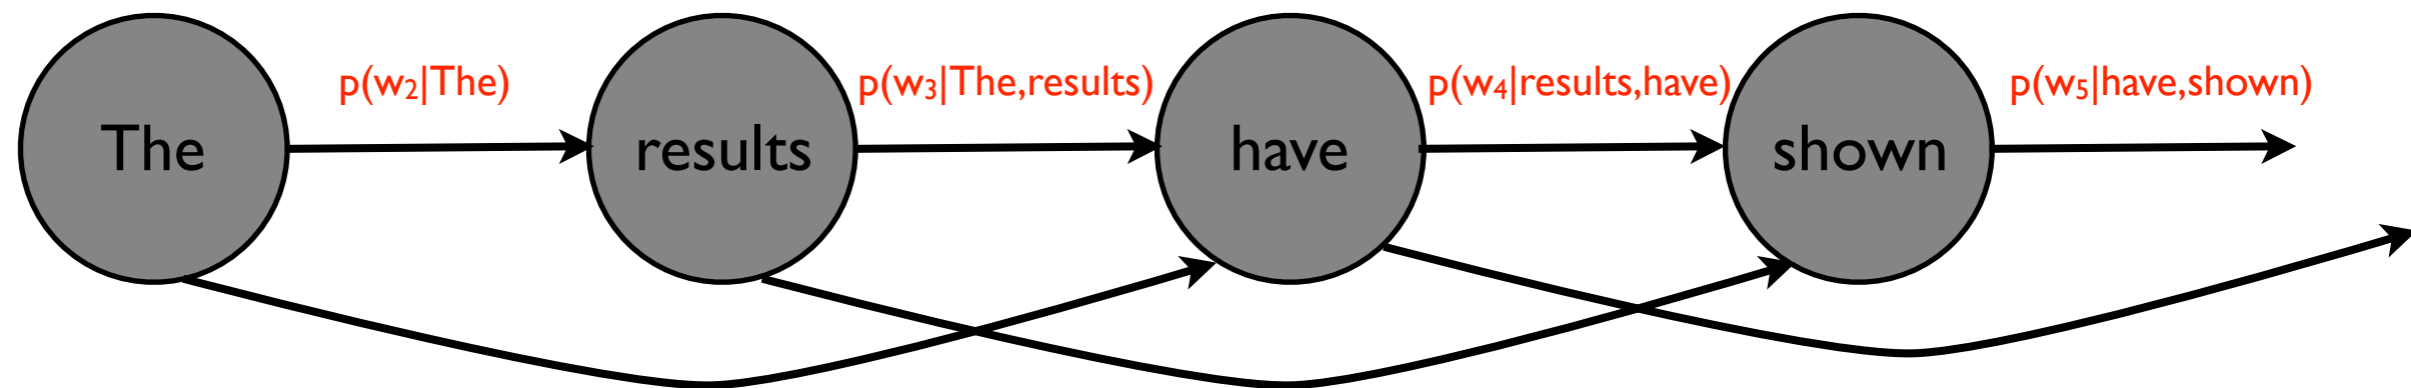 p(w₂|The)
p(w₃|The,results)
p(w₄|results,have)
p(w₅|have,shown)
The
results
have
shown